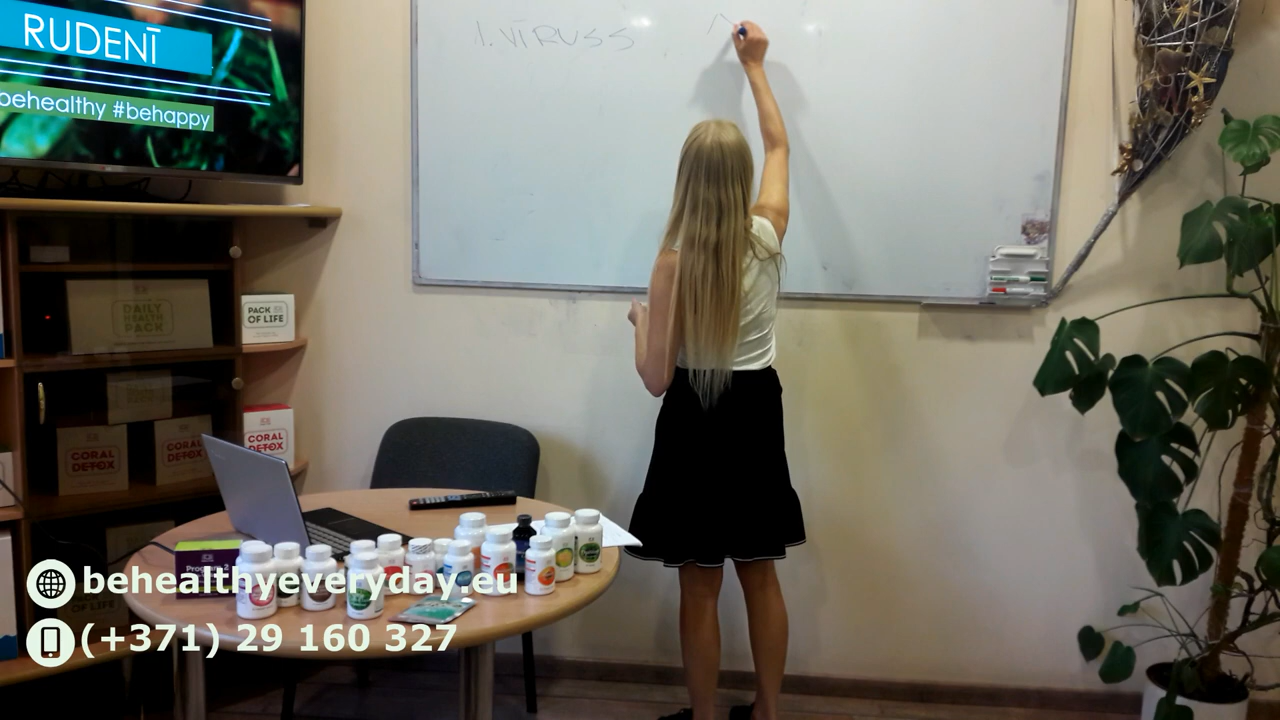 RUDENĪ
behealthy #behappy
1. VĪRUSS
DAILY
HEALTH
PACK
PACK
OF LIFE
CORAL
DETOX
CORAL
DETOX
CORAL
DETOX
behealthyeveryday.eu
(+371) 29 160 327